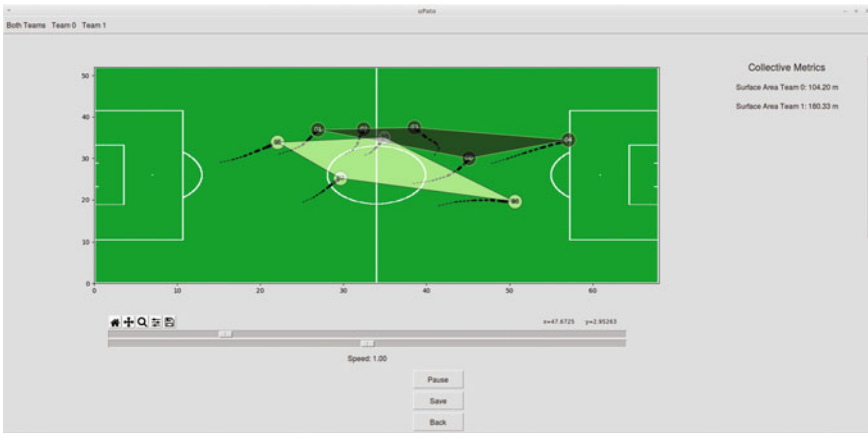 uPato
Both Teams Team 0 Team 1
Collective Metrics
Surface Area Team 0: 104.20 m
Surface Area Team 1: 180.33 m
50
40
30
20
10
0
0 10 20 30 40 50 60
x=47.6725 y=2.95263
Speed: 1.00
Pause
Save
Back